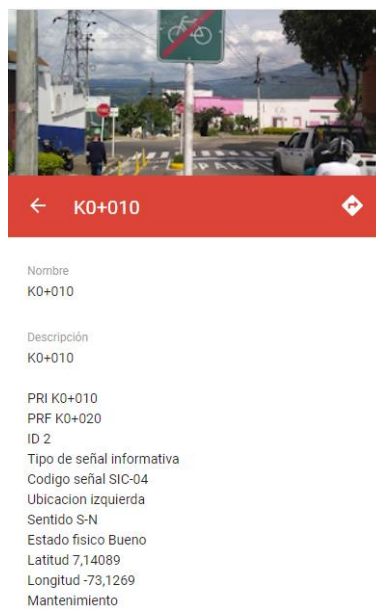 PARE
K0+010
Nombre
K0+010
Descripción
K0+010
PRI K0+010
PRF K0+020
ID 2
Tipo de señal informativa
Codigo señal SIC-04
Ubicacion izquierda
Sentido S-N
Estado fisico Bueno
Latitud 7,14089
Longitud -73,1269
Mantenimiento